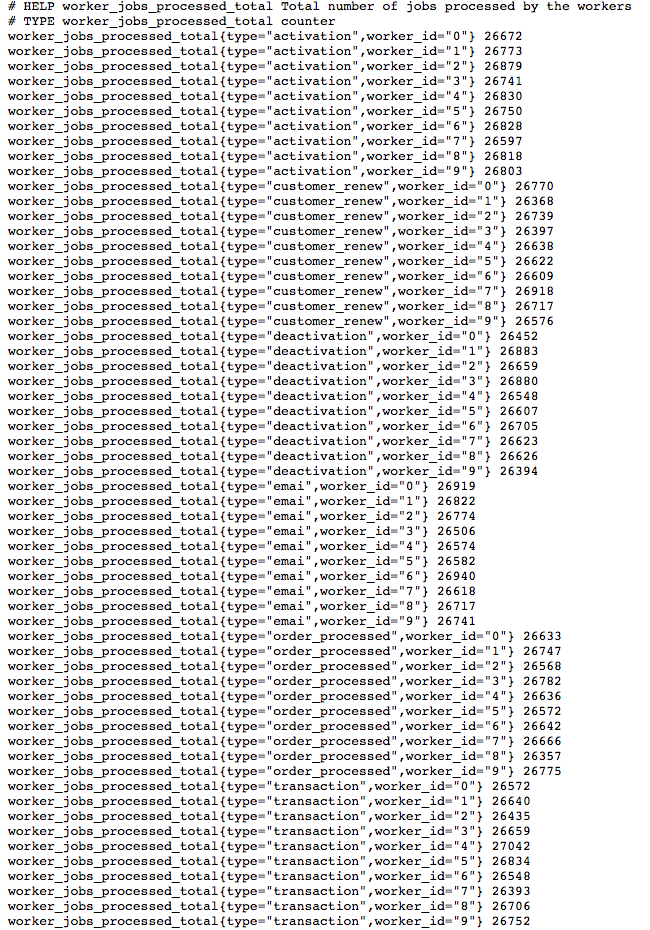 # HELP worker_jobs_processed_total Total number of jobs processed by the workers
# TYPE worker_jobs_processed_total counter
worker_jobs_processed_total{type="activation",worker_id="0"} 26672
worker_jobs_processed_total{type="activation",worker_id="1"} 26773
worker_jobs_processed_total{type="activation",worker_id="2"} 26879
worker_jobs_processed_total{type="activation",worker_id="3"} 26741
worker_jobs_processed_total{type="activation",worker_id="4"} 26830
worker_jobs_processed_total{type="activation",worker_id="5"} 26750
worker_jobs_processed_total{type="activation",worker_id="6"} 26828
worker_jobs_processed_total{type="activation",worker_id="7"} 26597
worker_jobs_processed_total{type="activation",worker_id="8"} 26818
worker_jobs_processed_total{type="activation",worker_id="9"} 26803
worker_jobs_processed_total{type="customer_renew",worker_id="0"} 26770
worker_jobs_processed_total{type="customer_renew",worker_id="1"} 26368
worker_jobs_processed_total{type="customer_renew",worker_id="2"} 26739
worker_jobs_processed_total{type="customer_renew",worker_id="3"} 26397
worker_jobs_processed_total{type="customer_renew",worker_id="4"} 26638
worker_jobs_processed_total{type="customer_renew",worker_id="5"} 26622
worker_jobs_processed_total{type="customer_renew",worker_id="6"} 26609
worker_jobs_processed_total{type="customer_renew",worker_id="7"} 26918
worker_jobs_processed_total{type="customer_renew",worker_id="8"} 26717
worker_jobs_processed_total{type="customer_renew",worker_id="9"} 26576
worker_jobs_processed_total{type="deactivation",worker_id="0"} 26452
worker_jobs_processed_total{type="deactivation",worker_id="1"} 26883
worker_jobs_processed_total{type="deactivation",worker_id="2"} 26659
worker_jobs_processed_total{type="deactivation",worker_id="3"} 26880
worker_jobs_processed_total{type="deactivation",worker_id="4"} 26548
worker_jobs_processed_total{type="deactivation",worker_id="5"} 26607
worker_jobs_processed_total{type="deactivation",worker_id="6"} 26705
worker_jobs_processed_total{type="deactivation",worker_id="7"} 26623
worker_jobs_processed_total{type="deactivation",worker_id="8"} 26626
worker_jobs_processed_total{type="deactivation",worker_id="9"} 26394
worker_jobs_processed_total{type="emai",worker_id="0"} 26919
worker_jobs_processed_total{type="emai",worker_id="1"} 26822
worker_jobs_processed_total{type="emai",worker_id="2"} 26774
worker_jobs_processed_total{type="emai",worker_id="3"} 26506
worker_jobs_processed_total{type="emai",worker_id="4"} 26574
worker_jobs_processed_total{type="emai",worker_id="5"} 26582
worker_jobs_processed_total{type="emai",worker_id="6"} 26940
worker_jobs_processed_total{type="emai",worker_id="7"} 26618
worker_jobs_processed_total{type="emai",worker_id="8"} 26717
worker_jobs_processed_total{type="emai",worker_id="9"} 26741
worker_jobs_processed_total{type="order_processed",worker_id="0"} 26633
worker_jobs_processed_total{type="order_processed",worker_id="1"} 26747
worker_jobs_processed_total{type="order_processed",worker_id="2"} 26568
worker_jobs_processed_total{type="order_processed",worker_id="3"} 26782
worker_jobs_processed_total{type="order_processed",worker_id="4"} 26636
worker_jobs_processed_total{type="order_processed",worker_id="5"} 26572
worker_jobs_processed_total{type="order_processed",worker_id="6"} 26642
worker_jobs_processed_total{type="order_processed",worker_id="7"} 26666
worker_jobs_processed_total{type="order_processed",worker_id="8"} 26357
worker_jobs_processed_total{type="order_processed",worker_id="9"} 26775
worker_jobs_processed_total{type="transaction",worker_id="0"} 26572
worker_jobs_processed_total{type="transaction",worker_id="1"} 26640
worker_jobs_processed_total{type="transaction",worker_id="2"} 26435
worker_jobs_processed_total{type="transaction",worker_id="3"} 26659
worker_jobs_processed_total{type="transaction",worker_id="4"} 27042
worker_jobs_processed_total{type="transaction",worker_id="5"} 26834
worker_jobs_processed_total{type="transaction",worker_id="6"} 26548
worker_jobs_processed_total{type="transaction",worker_id="7"} 26393
worker_jobs_processed_total{type="transaction",worker_id="8"} 26706
worker_jobs_processed_total{type="transaction",worker_id="9"} 26752